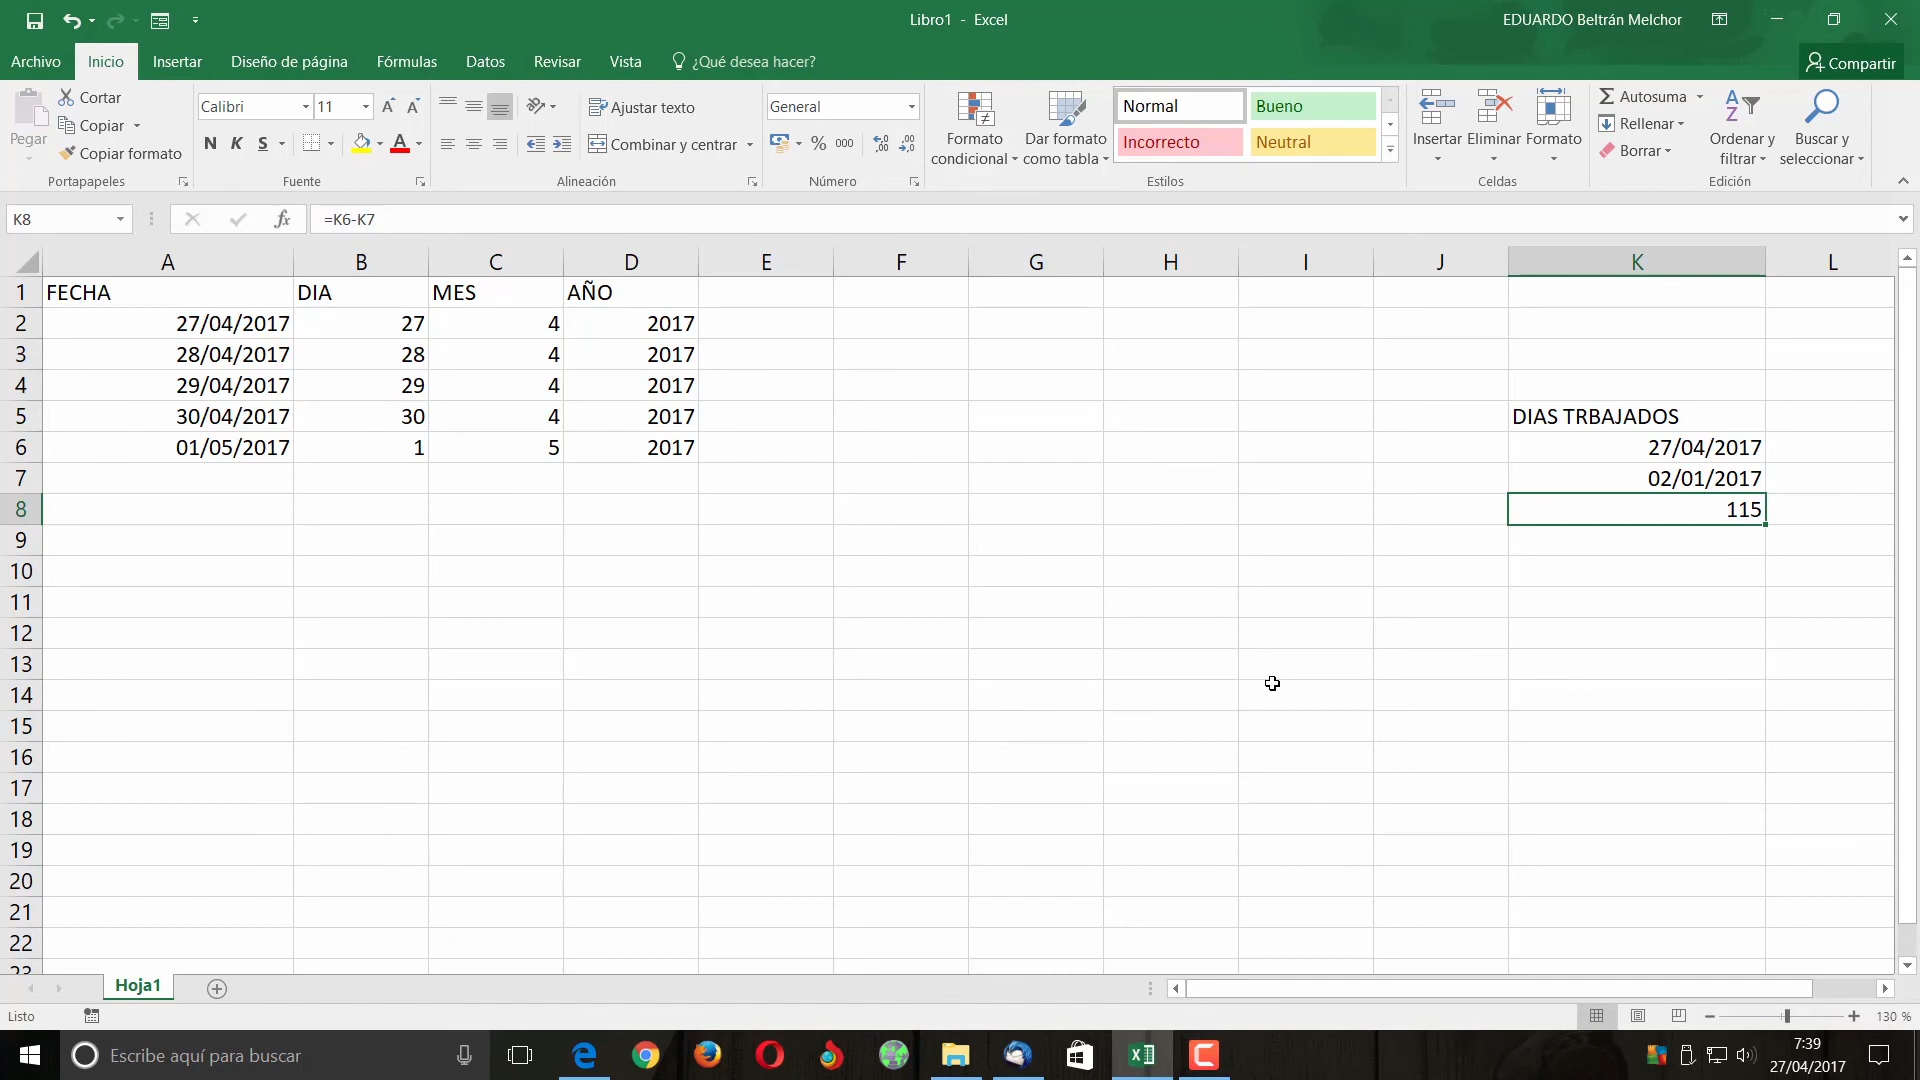 Libro1 - Excel
EDUARDO Beltrán Melchor
Archivo Inicio Insertar Diseño de página Fórmulas Datos Revisar Vista ¿Qué desea hacer? Compartir
Pegar
Cortar
Copiar
Copiar formato
Portapapeles
Calibri 11
N K S
Fuente
Ajustar texto
Combinar y centrar
Alineación
General
% 000
Número
Formato condicional
Dar formato como tabla
Normal Bueno
Incorrecto Neutral
Estilos
Insertar Eliminar Formato
Celdas
Autosuma
Rellenar
Borrar
Ordenar y filtrar
Buscar y seleccionar
Edición
K8 fx =K6-K7
A B C D E F G H I J K L
1 FECHA DIA MES AÑO
2 27/04/2017 27 4 2017
3 28/04/2017 28 4 2017
4 29/04/2017 29 4 2017
5 30/04/2017 30 4 2017 DIAS TRBAJADOS
6 01/05/2017 1 5 2017 27/04/2017
7 02/01/2017
8 115
9
10
11
12
13
14
15
16
17
18
19
20
21
22
23
Hoja1
Listo 130 %
Escribe aquí para buscar
7:39
27/04/2017